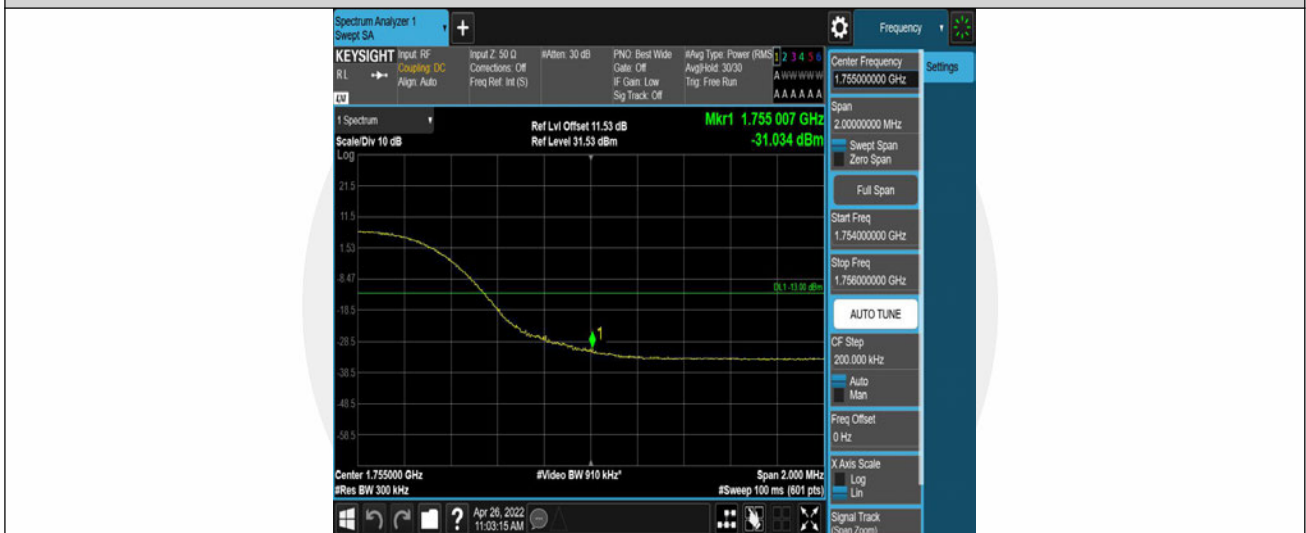 Spectrum Analyzer 1
Swept SA
+
Frequency
KEYSIGHT
RL
Input: RF
Coupling: DC
Align: Auto
Input Z: 50 Ω
Corrections: Off
Freq Ref: Int (S)
#Atten: 30 dB
PNO: Best Wide
Gate: Off
IF Gain: Low
Sig Track: Off
#Avg Type: Power (RMS
Avg|Hold: 30/30
Trig: Free Run
1 2 3 4 5 6
A W W W W W
A A A A A A
1 Spectrum
Scale/Div 10 dB
Log
Ref Lvl Offset 11.53 dB
Ref Level 31.53 dBm
Mkr1 1.755 007 GHz
-31.034 dBm
21.5
11.5
1.53
-8.47
-18.5
-28.5
-38.5
-48.5
-58.5
DL1 -13.00 dBm
1
Center 1.755000 GHz
#Res BW 300 kHz
#Video BW 910 kHz*
Span 2.000 MHz
#Sweep 100 ms (601 pts)
Center Frequency
1.755000000 GHz
Settings
Span
2.00000000 MHz
Swept Span
Zero Span
Full Span
Start Freq
1.754000000 GHz
Stop Freq
1.756000000 GHz
AUTO TUNE
CF Step
200.000 kHz
Auto
Man
Freq Offset
0 Hz
X Axis Scale
Log
Lin
Signal Track
(Span Zoom)
?
Apr 26, 2022
11:03:15 AM